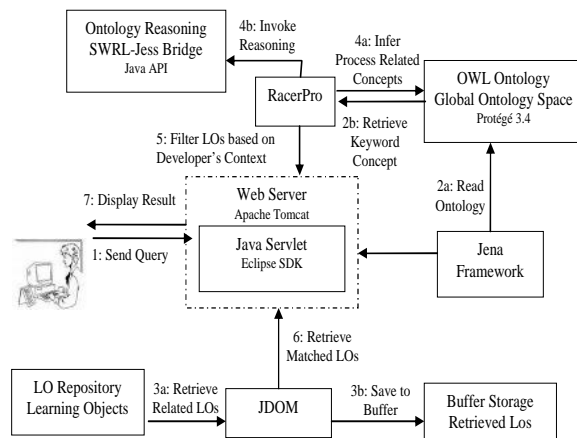 Ontology Reasoning
SWRL-Jess Bridge
Java API
4b: Invoke
Reasoning
4a: Infer
Process Related
Concepts
OWL Ontology
Global Ontology Space
Protégé 3.4
RacerPro
2b: Retrieve
Keyword
Concept
5: Filter LOs based on
Developer's Context
2a: Read
Ontology
7: Display Result
1: Send Query
Web Server
Apache Tomcat
Java Servlet
Eclipse SDK
Jena
Framework
6: Retrieve
Matched LOs
LO Repository
Learning Objects
3a: Retrieve
Related LOs
JDOM
3b: Save to
Buffer
Buffer Storage
Retrieved Los